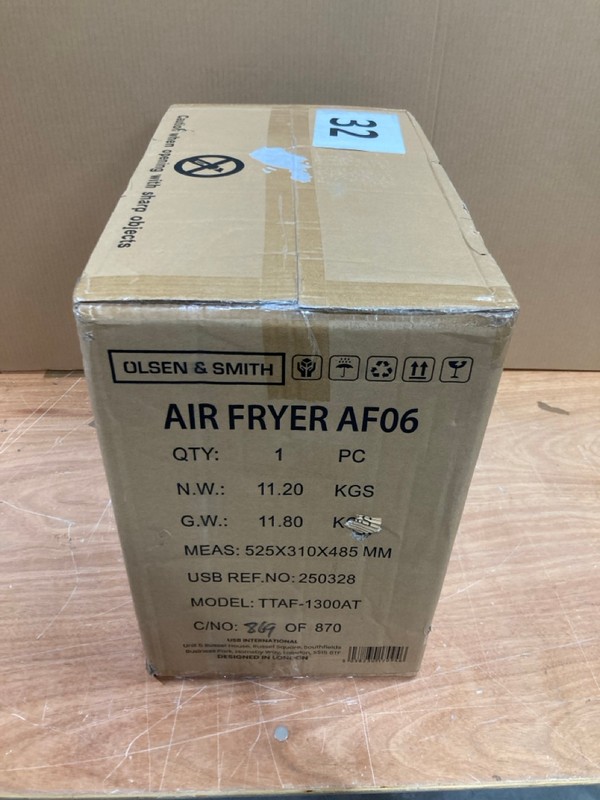 32
Caution when opening with sharp objects
OLSEN & SMITH
AIR FRYER AF06
QTY: 1 PC
N.W.: 11.20 KGS
G.W.: 11.80
MEAS: 525X310X485 MM
USB REF.NO: 250328
MODEL: TTAF-1300AT
C/NO: 869 OF 870
USB INTERNATIONAL
DESIGNED IN LONDON